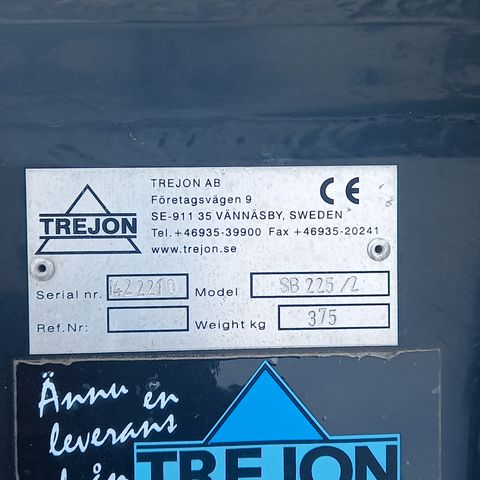 TREJON AB
Företagsvägen 9
SE-911 35 VÄNNÄSBY, SWEDEN
Tel. +46935-39900 Fax +46935-20241
www.trejon.se
CE
TREJON
Serial nr. 1422210 Model SB 225/2
Ref.Nr: Weight kg 375
Ännu en
leverans
från
TREJON